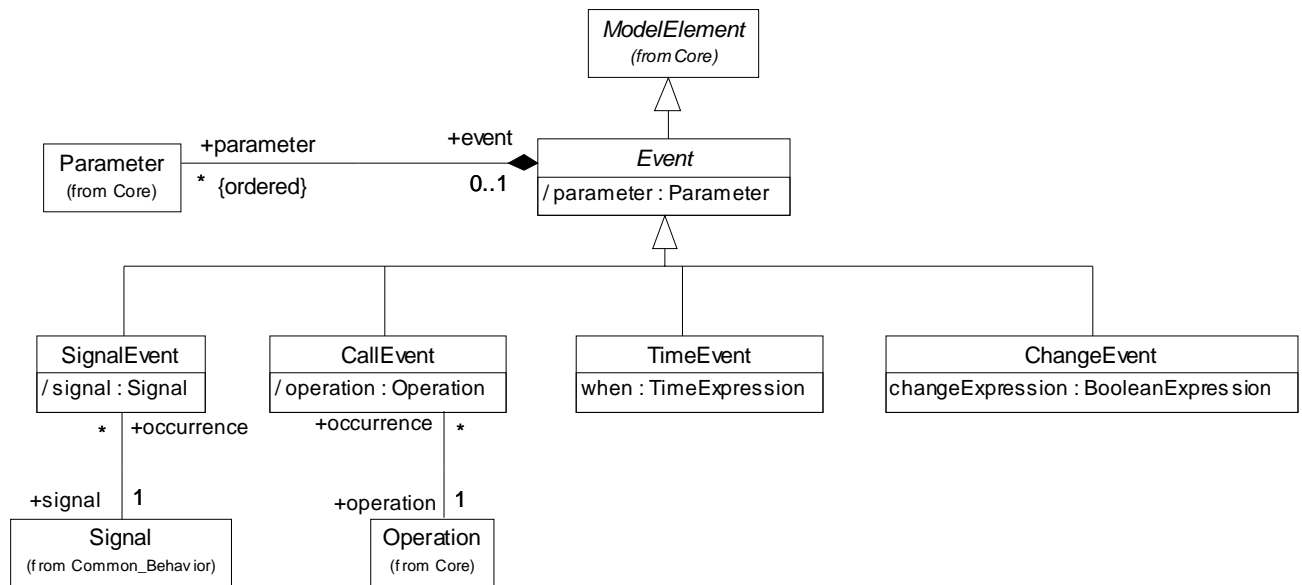 ModelElement
(from Core)
+parameter
+event
Parameter
(from Core)
* {ordered}
0..1
Event
/ parameter : Parameter
SignalEvent
/ signal : Signal
CallEvent
/ operation : Operation
TimeEvent
when : TimeExpression
ChangeEvent
changeExpression : BooleanExpression
* +occurrence
+occurrence *
+signal 1
+operation 1
Signal
(from Common_Behavior)
Operation
(from Core)